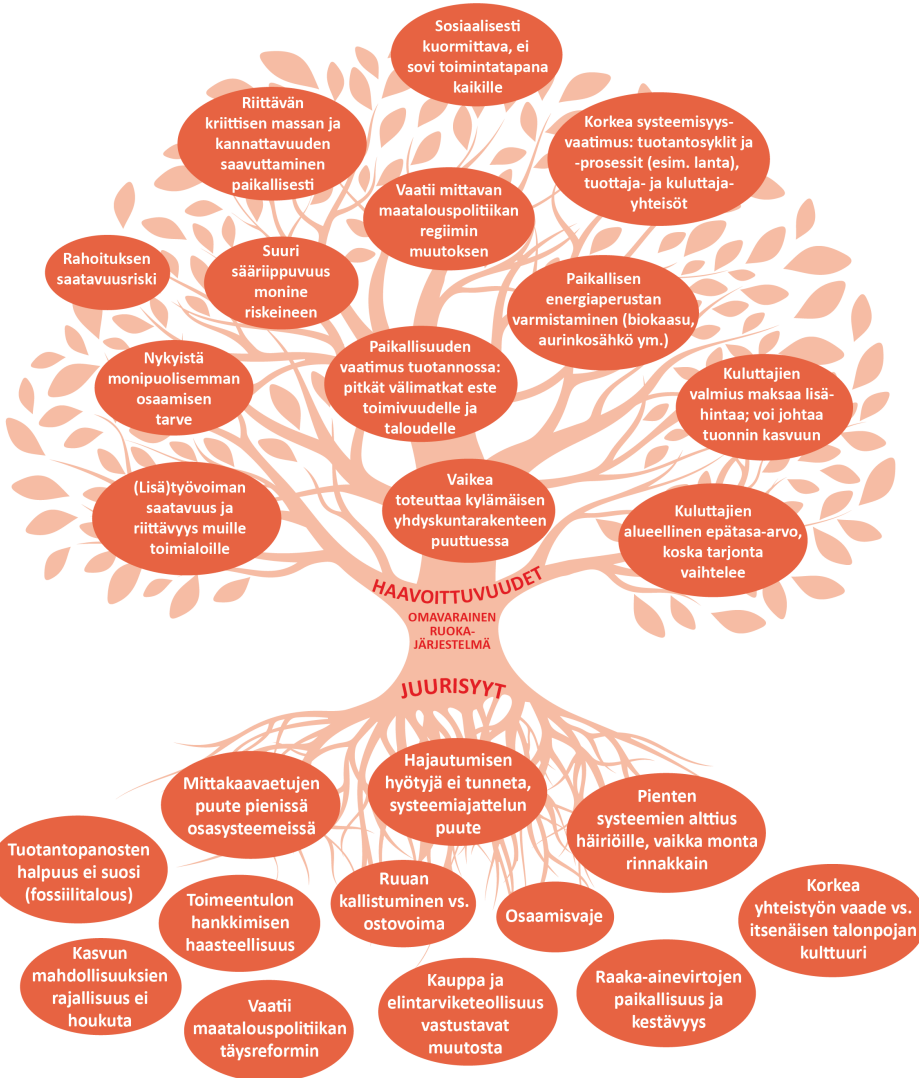 Sosiaalisesti
kuormittava, ei
sovi toimintatapana
kaikille
Riittävän
kriittisen massan ja
kannattavuuden
saavuttaminen
paikallisesti
Korkea systeemisyys-
vaatimus: tuotantosyklit ja
-prosessit (esim. lanta),
tuottaja- ja kuluttaja-
yhteisöt
Vaatii mittavan
maatalouspolitiikan
regiimin
muutoksen
Rahoituksen
saatavuusriski
Suuri
sääriippuvuus
monine
riskeineen
Paikallisen
energiaperustan
varmistaminen (biokaasu,
aurinkosähkö ym.)
Nykyistä
monipuolisemman
osaamisen
tarve
Paikallisuuden
vaatimus tuotannossa:
pitkät välimatkat este
toimivuudelle ja
taloudelle
Kuluttajien
valmius maksaa lisä-
hintaa; voi johtaa
tuonnin kasvuun
(Lisä)työvoiman
saatavuus ja
riittävyys muille
toimialoille
Vaikea
toteuttaa kylämäisen
yhdyskuntarakenteen
puuttuessa
Kuluttajien
alueellinen epätasa-arvo,
koska tarjonta
vaihtelee
HAAVOITTUVUUDET
OMAVARAINEN
RUOKA-
JÄRJESTELMÄ
JUURISYYT
Mittakaavaetujen
puute pienissä
osasysteemeissä
Hajautumisen
hyötyjä ei tunneta,
systeemiajattelun
puute
Pienten
systeemien alttius
häiriöille, vaikka monta
rinnakkain
Tuotantopanosten
halpuus ei suosi
(fossiilitalous)
Toimeentulon
hankkimisen
haasteellisuus
Ruuan
kallistuminen vs.
ostovoima
Osaamisvaje
Korkea
yhteistyön vaade vs.
itsenäisen talonpojan
kulttuuri
Kasvun
mahdollisuuksien
rajallisuus ei
houkuta
Vaatii
maatalouspolitiikan
täysreformin
Kauppa ja
elintarviketeollisuus
vastustavat
muutosta
Raaka-ainevirtojen
paikallisuus ja
kestävyys